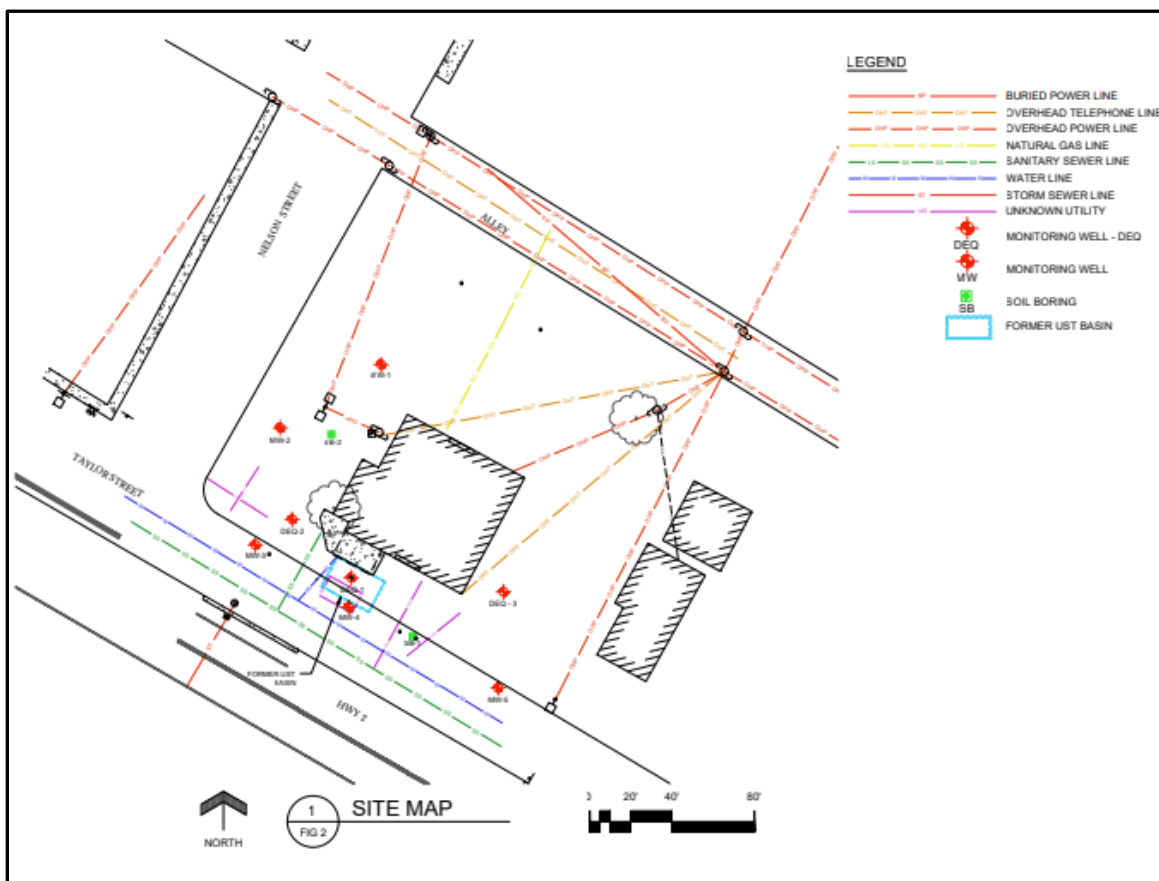 LEGEND
BURIED POWER LINE
OVERHEAD TELEPHONE LINE
OVERHEAD POWER LINE
NATURAL GAS LINE
SANITARY SEWER LINE
WATER LINE
STORM SEWER LINE
UNKNOWN UTILITY
DEQ MONITORING WELL - DEQ
MW MONITORING WELL
SB SOIL BORING
FORMER UST BASIN
NELSON STREET
ALLEY
MW-1
MW-2
SB-2
TAYLOR STREET
DEQ-2
MW-3
DEQ - 3
MW-4
FORMER UST
BASIN
MW-5
HWY 2
NORTH
1
FIG 2
SITE MAP
0 20' 40' 80'